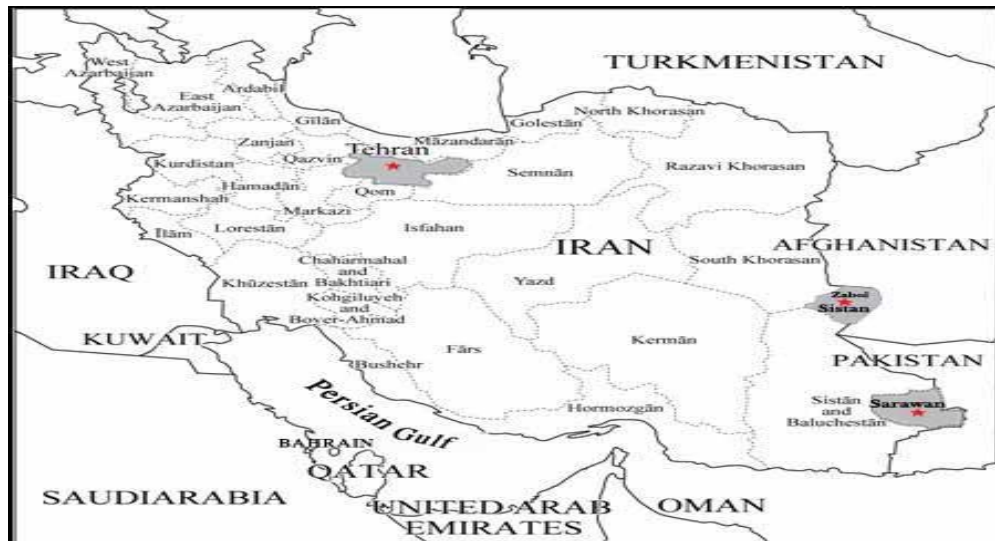 West
Azarbaijan
East
Azarbaijan
Ardabil
Gīlān
TURKMENISTAN
North Khorasan
Golestān
Māzandarān
Tehran
Zanjan
Qazvin
Kurdistan
Hamadān
Qom
Semnān
Razavi Khorasan
Kermanshah
Markazi
Īlām
Lorestān
Isfahan
IRAN
AFGHANISTAN
IRAQ
South Khorasan
Chaharmahal
and
Bakhtiari
Khūzestān
Yazd
Kohgiluyeh
and
Boyer-Ahmad
Zabol
Sistan
KUWAIT
Kermān
Fārs
PAKISTAN
Bushehr
Persian Gulf
Hormozgān
Sistān
and
Baluchestān
Sarawan
BAHRAIN
QATAR
SAUDIARABIA
UNITED ARAB
EMIRATES
OMAN